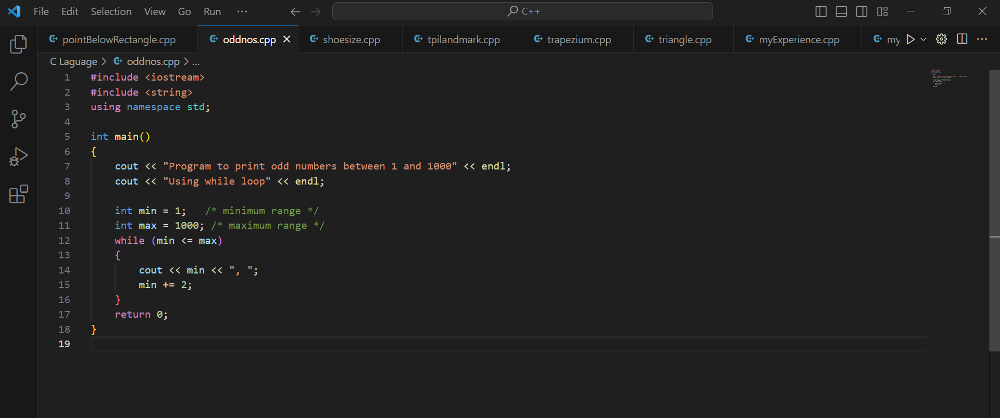 File Edit Selection View Go Run ··· C++
pointBelowRectangle.cpp oddnos.cpp shoesize.cpp tpilandmark.cpp trapezium.cpp triangle.cpp myExperience.cpp my
C Laguage > oddnos.cpp > ...
1 #include <iostream>
2 #include <string>
3 using namespace std;
4
5 int main()
6 {
7     cout << "Program to print odd numbers between 1 and 1000" << endl;
8     cout << "Using while loop" << endl;
9
10     int min = 1;   /* minimum range */
11     int max = 1000; /* maximum range */
12     while (min <= max)
13     {
14         cout << min << ", ";
15         min += 2;
16     }
17     return 0;
18 }
19